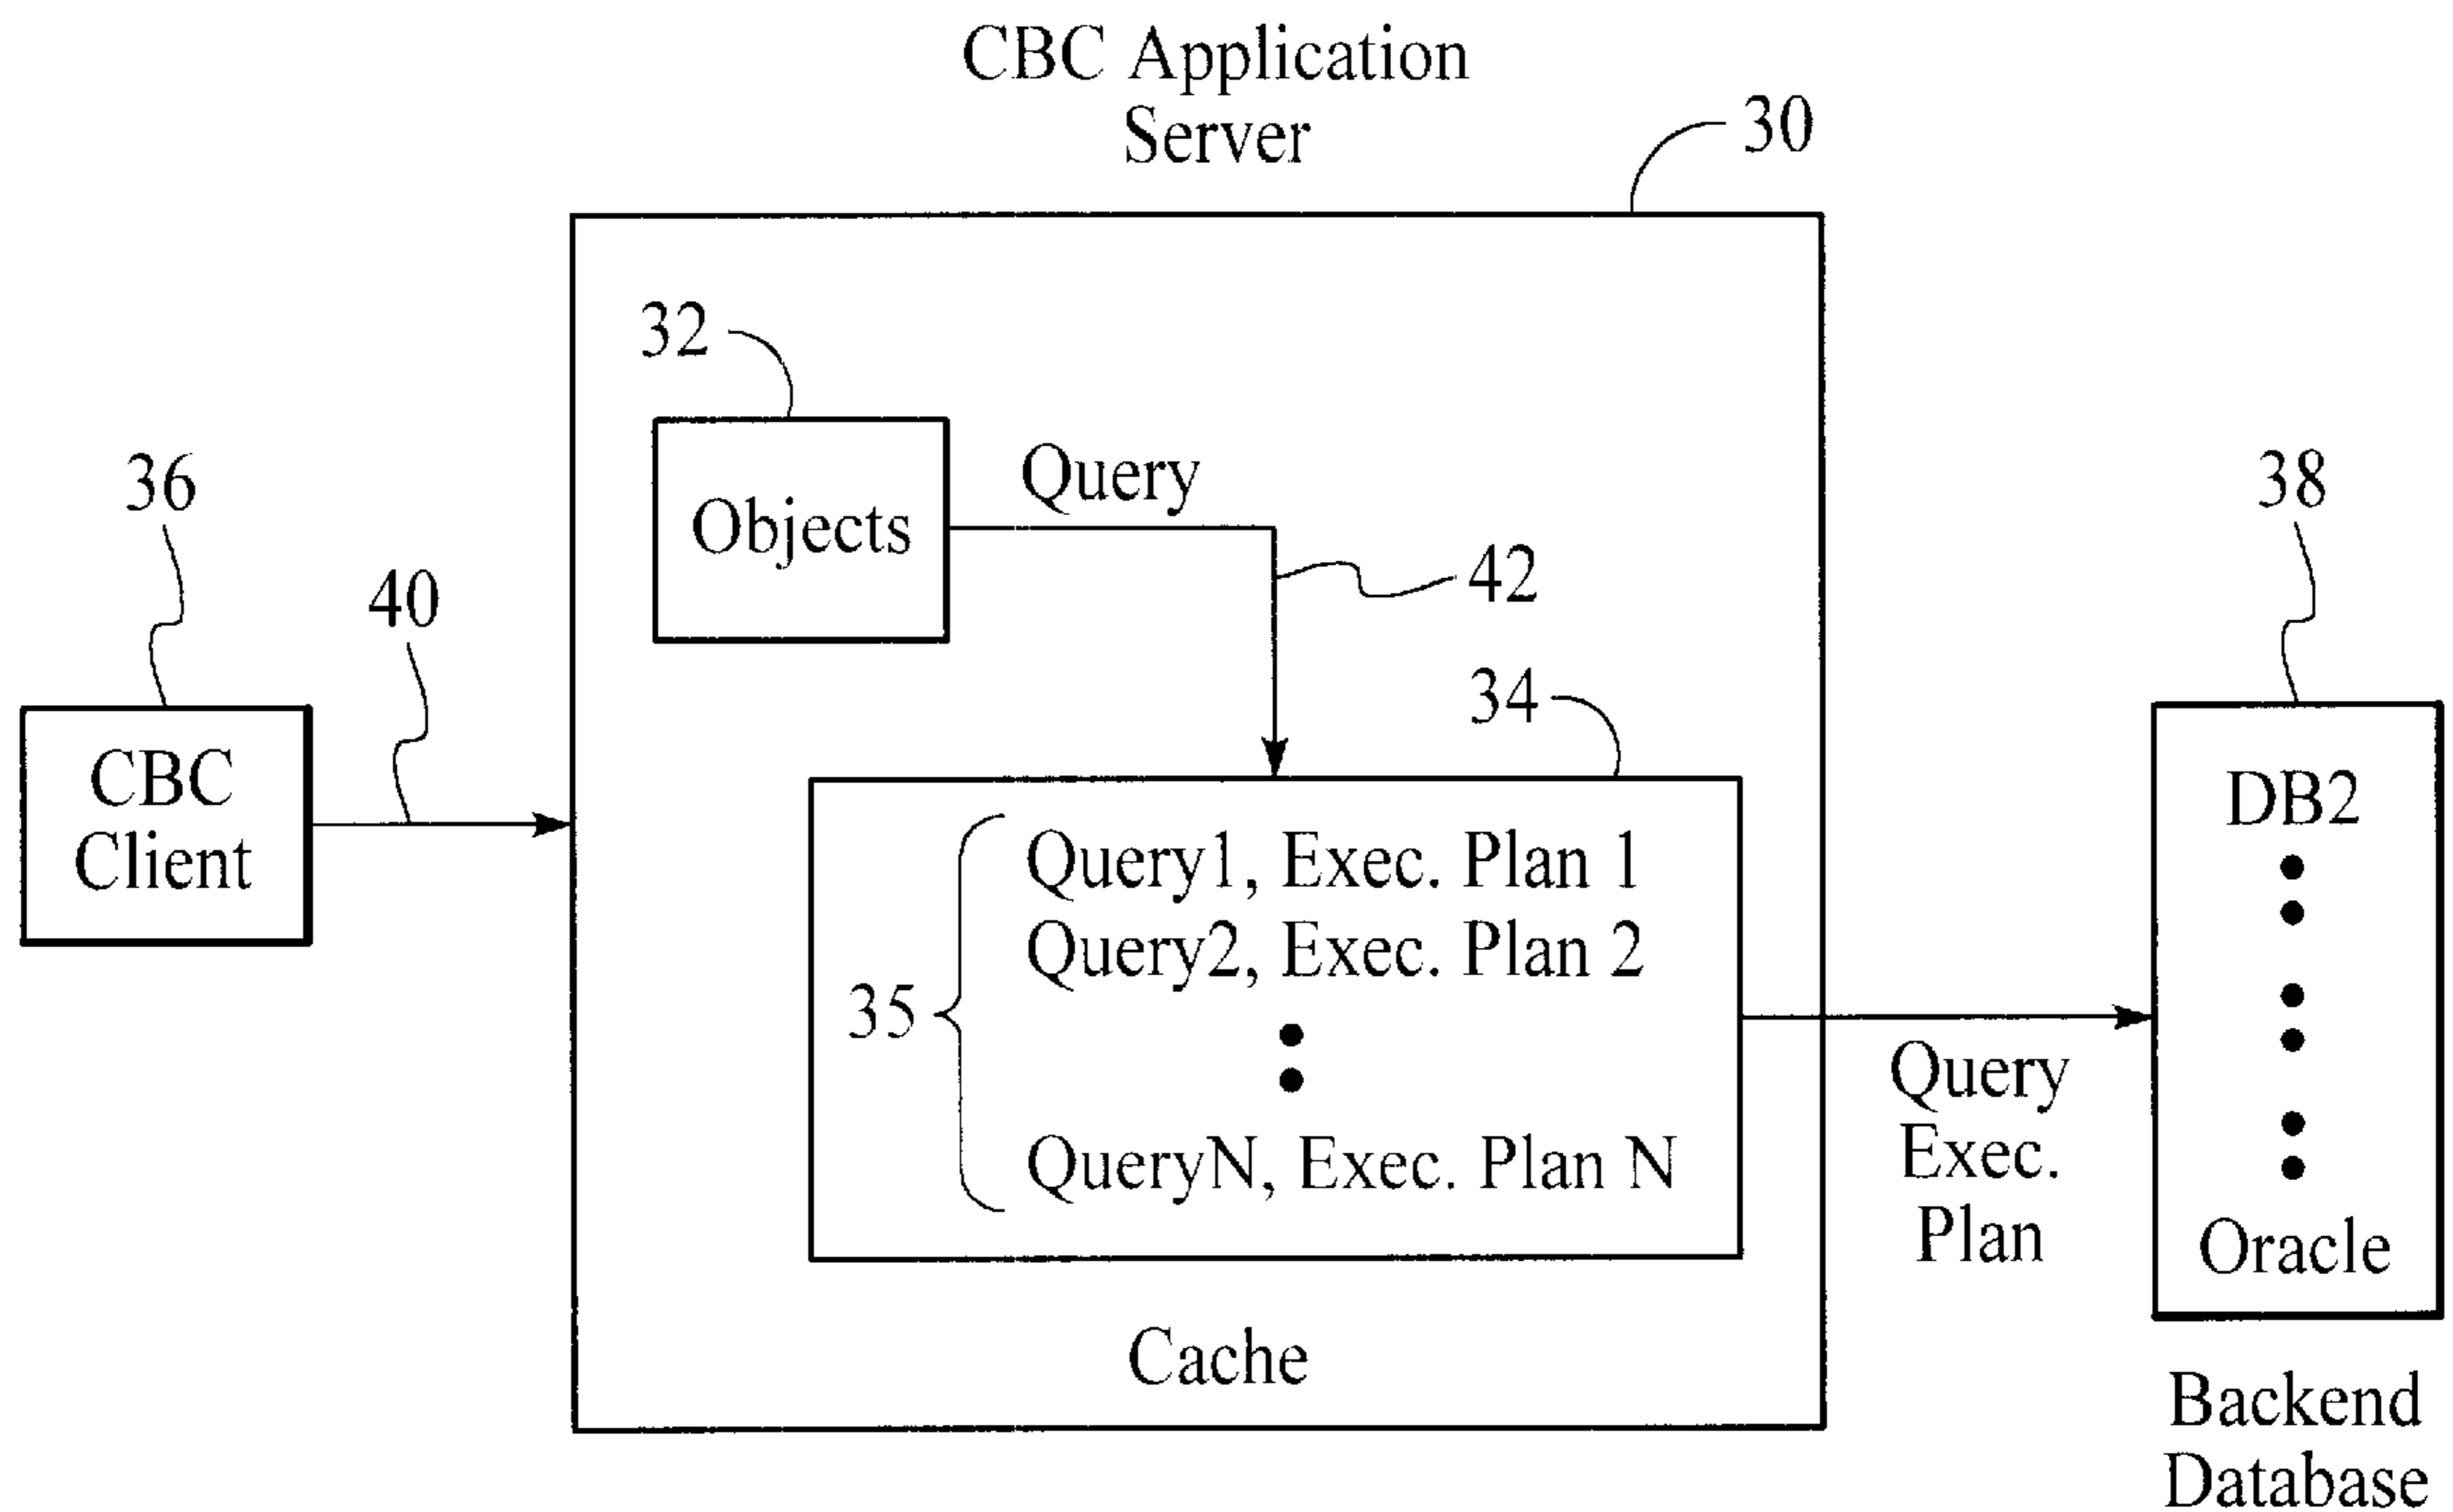 CBC Application
Server
30
32
Objects
Query
42
36
40
CBC
Client
34
35
Query1, Exec. Plan 1
Query2, Exec. Plan 2
QueryN, Exec. Plan N
Cache
Query
Exec.
Plan
38
DB2
Oracle
Backend
Database